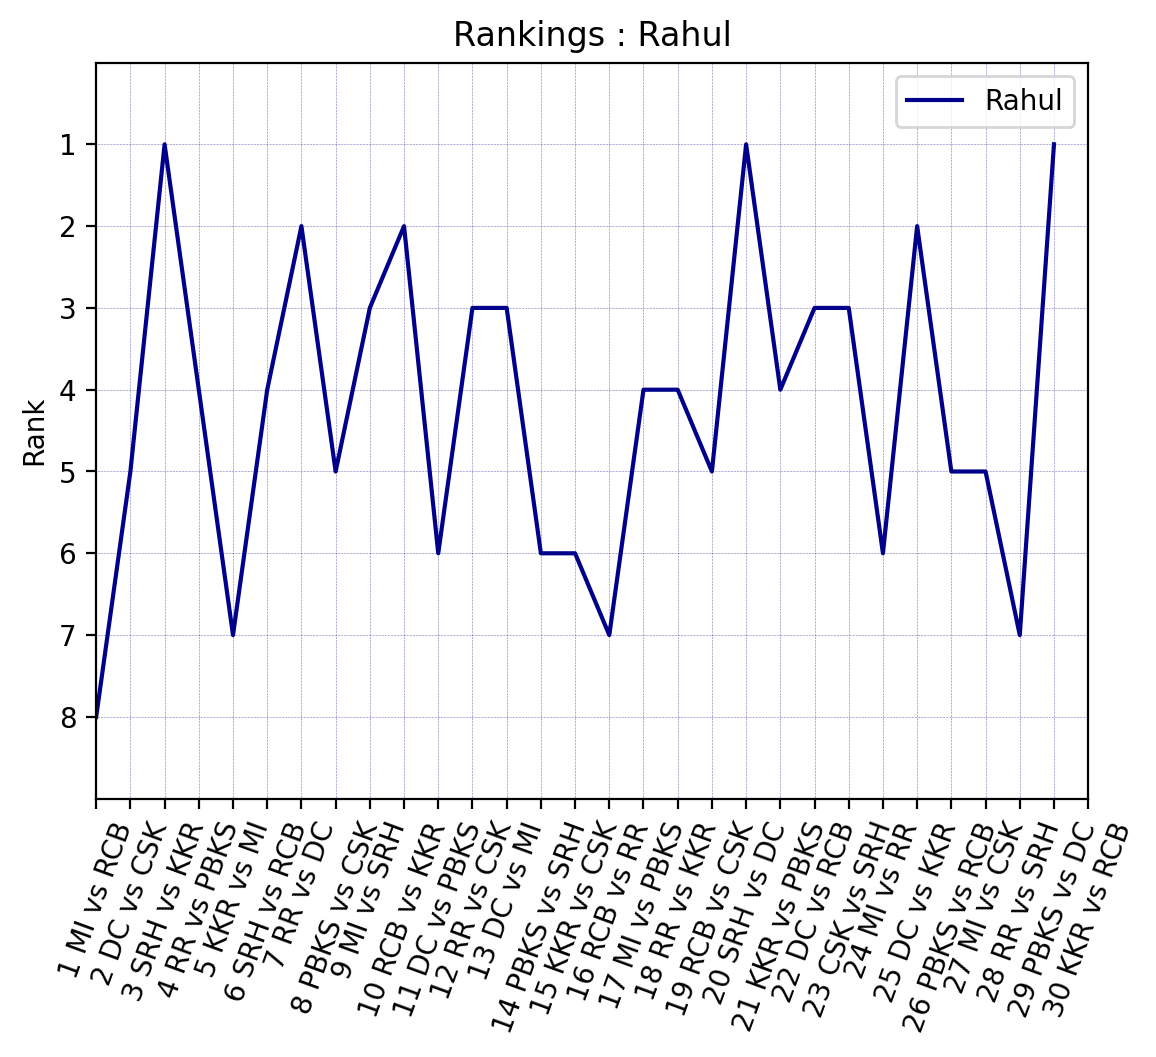 Rankings : Rahul
Rahul
Rank
1
2
3
4
5
6
7
8
1 MI vs RCB
2 DC vs CSK
3 SRH vs KKR
4 RR vs PBKS
5 KKR vs MI
6 SRH vs RCB
7 RR vs DC
8 PBKS vs CSK
9 MI vs SRH
10 RCB vs KKR
11 DC vs PBKS
12 RR vs CSK
13 DC vs MI
14 PBKS vs SRH
15 KKR vs CSK
16 RCB vs RR
17 MI vs PBKS
18 RR vs KKR
19 RCB vs CSK
20 SRH vs DC
21 KKR vs PBKS
22 DC vs RCB
23 CSK vs SRH
24 MI vs RR
25 DC vs KKR
26 PBKS vs RCB
27 MI vs CSK
28 RR vs SRH
29 PBKS vs DC
30 KKR vs RCB